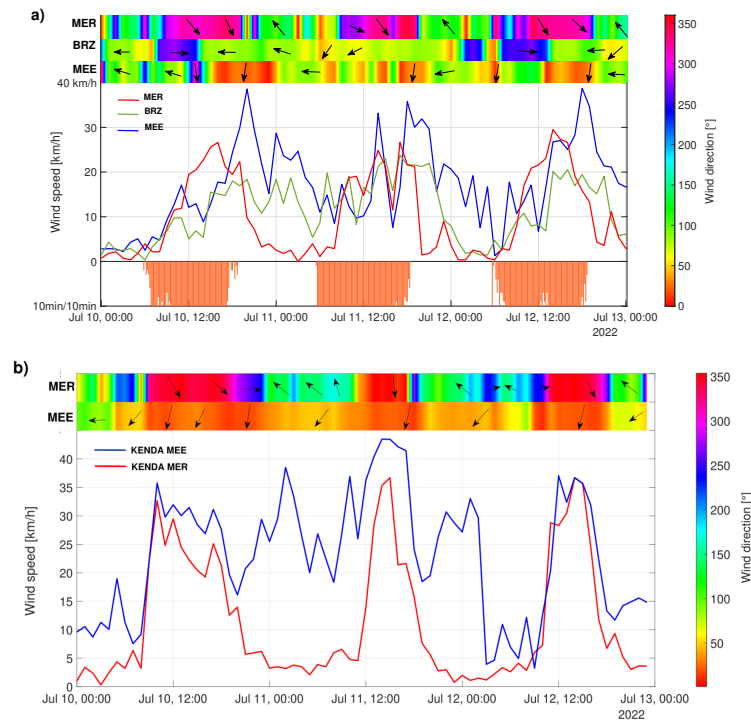 a)
MER
BRZ
MEE
40 km/h
MER
BRZ
MEE
30
20
10
0
Wind speed [km/h]
10min/10min
Jul 10, 00:00
Jul 10, 12:00
Jul 11, 00:00
Jul 11, 12:00
Jul 12, 00:00
Jul 12, 12:00
Jul 13, 00:00
2022
350
300
250
200
150
100
50
0
Wind direction [°]
b)
MER
MEE
KENDA MEE
KENDA MER
40
35
30
25
20
15
10
5
0
Wind speed [km/h]
Jul 10, 00:00
Jul 10, 12:00
Jul 11, 00:00
Jul 11, 12:00
Jul 12, 00:00
Jul 12, 12:00
Jul 13, 00:00
2022
350
300
250
200
150
100
50
Wind direction [°]